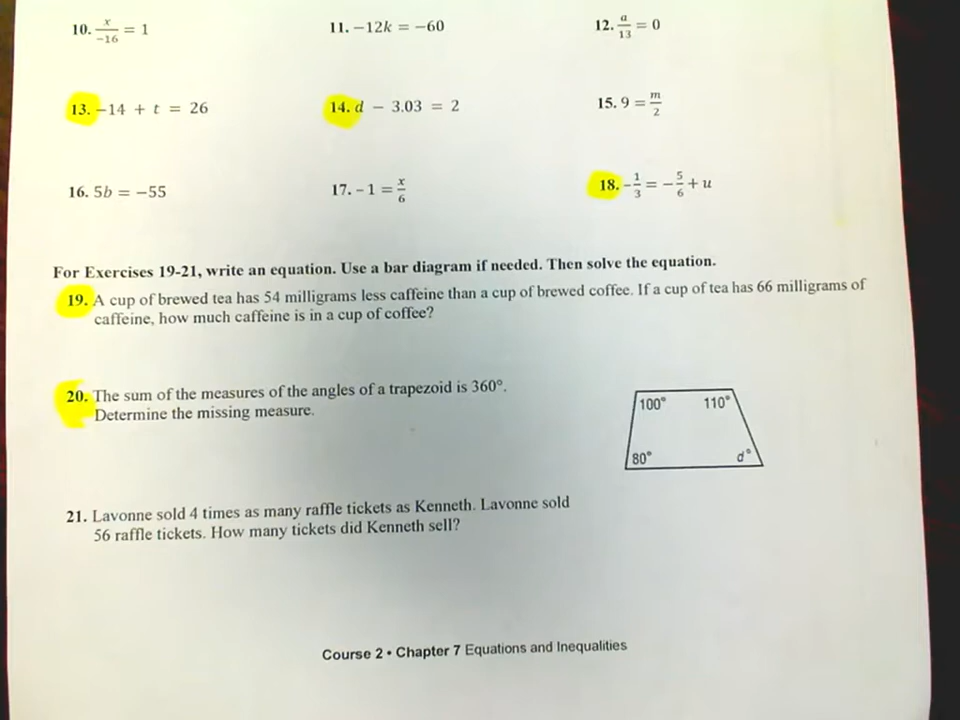 10. x/-16 = 1 11. -12k = -60 12. a/13 = 0
13. -14 + t = 26 14. d - 3.03 = 2 15. 9 = m/2
16. 5b = -55 17. -1 = x/6 18. -1/3 = -5/6 + u
For Exercises 19-21, write an equation. Use a bar diagram if needed. Then solve the equation.
19. A cup of brewed tea has 54 milligrams less caffeine than a cup of brewed coffee. If a cup of tea has 66 milligrams of
caffeine, how much caffeine is in a cup of coffee?
20. The sum of the measures of the angles of a trapezoid is 360°.
Determine the missing measure.
100° 110°
80° d°
21. Lavonne sold 4 times as many raffle tickets as Kenneth. Lavonne sold
56 raffle tickets. How many tickets did Kenneth sell?
Course 2 • Chapter 7 Equations and Inequalities